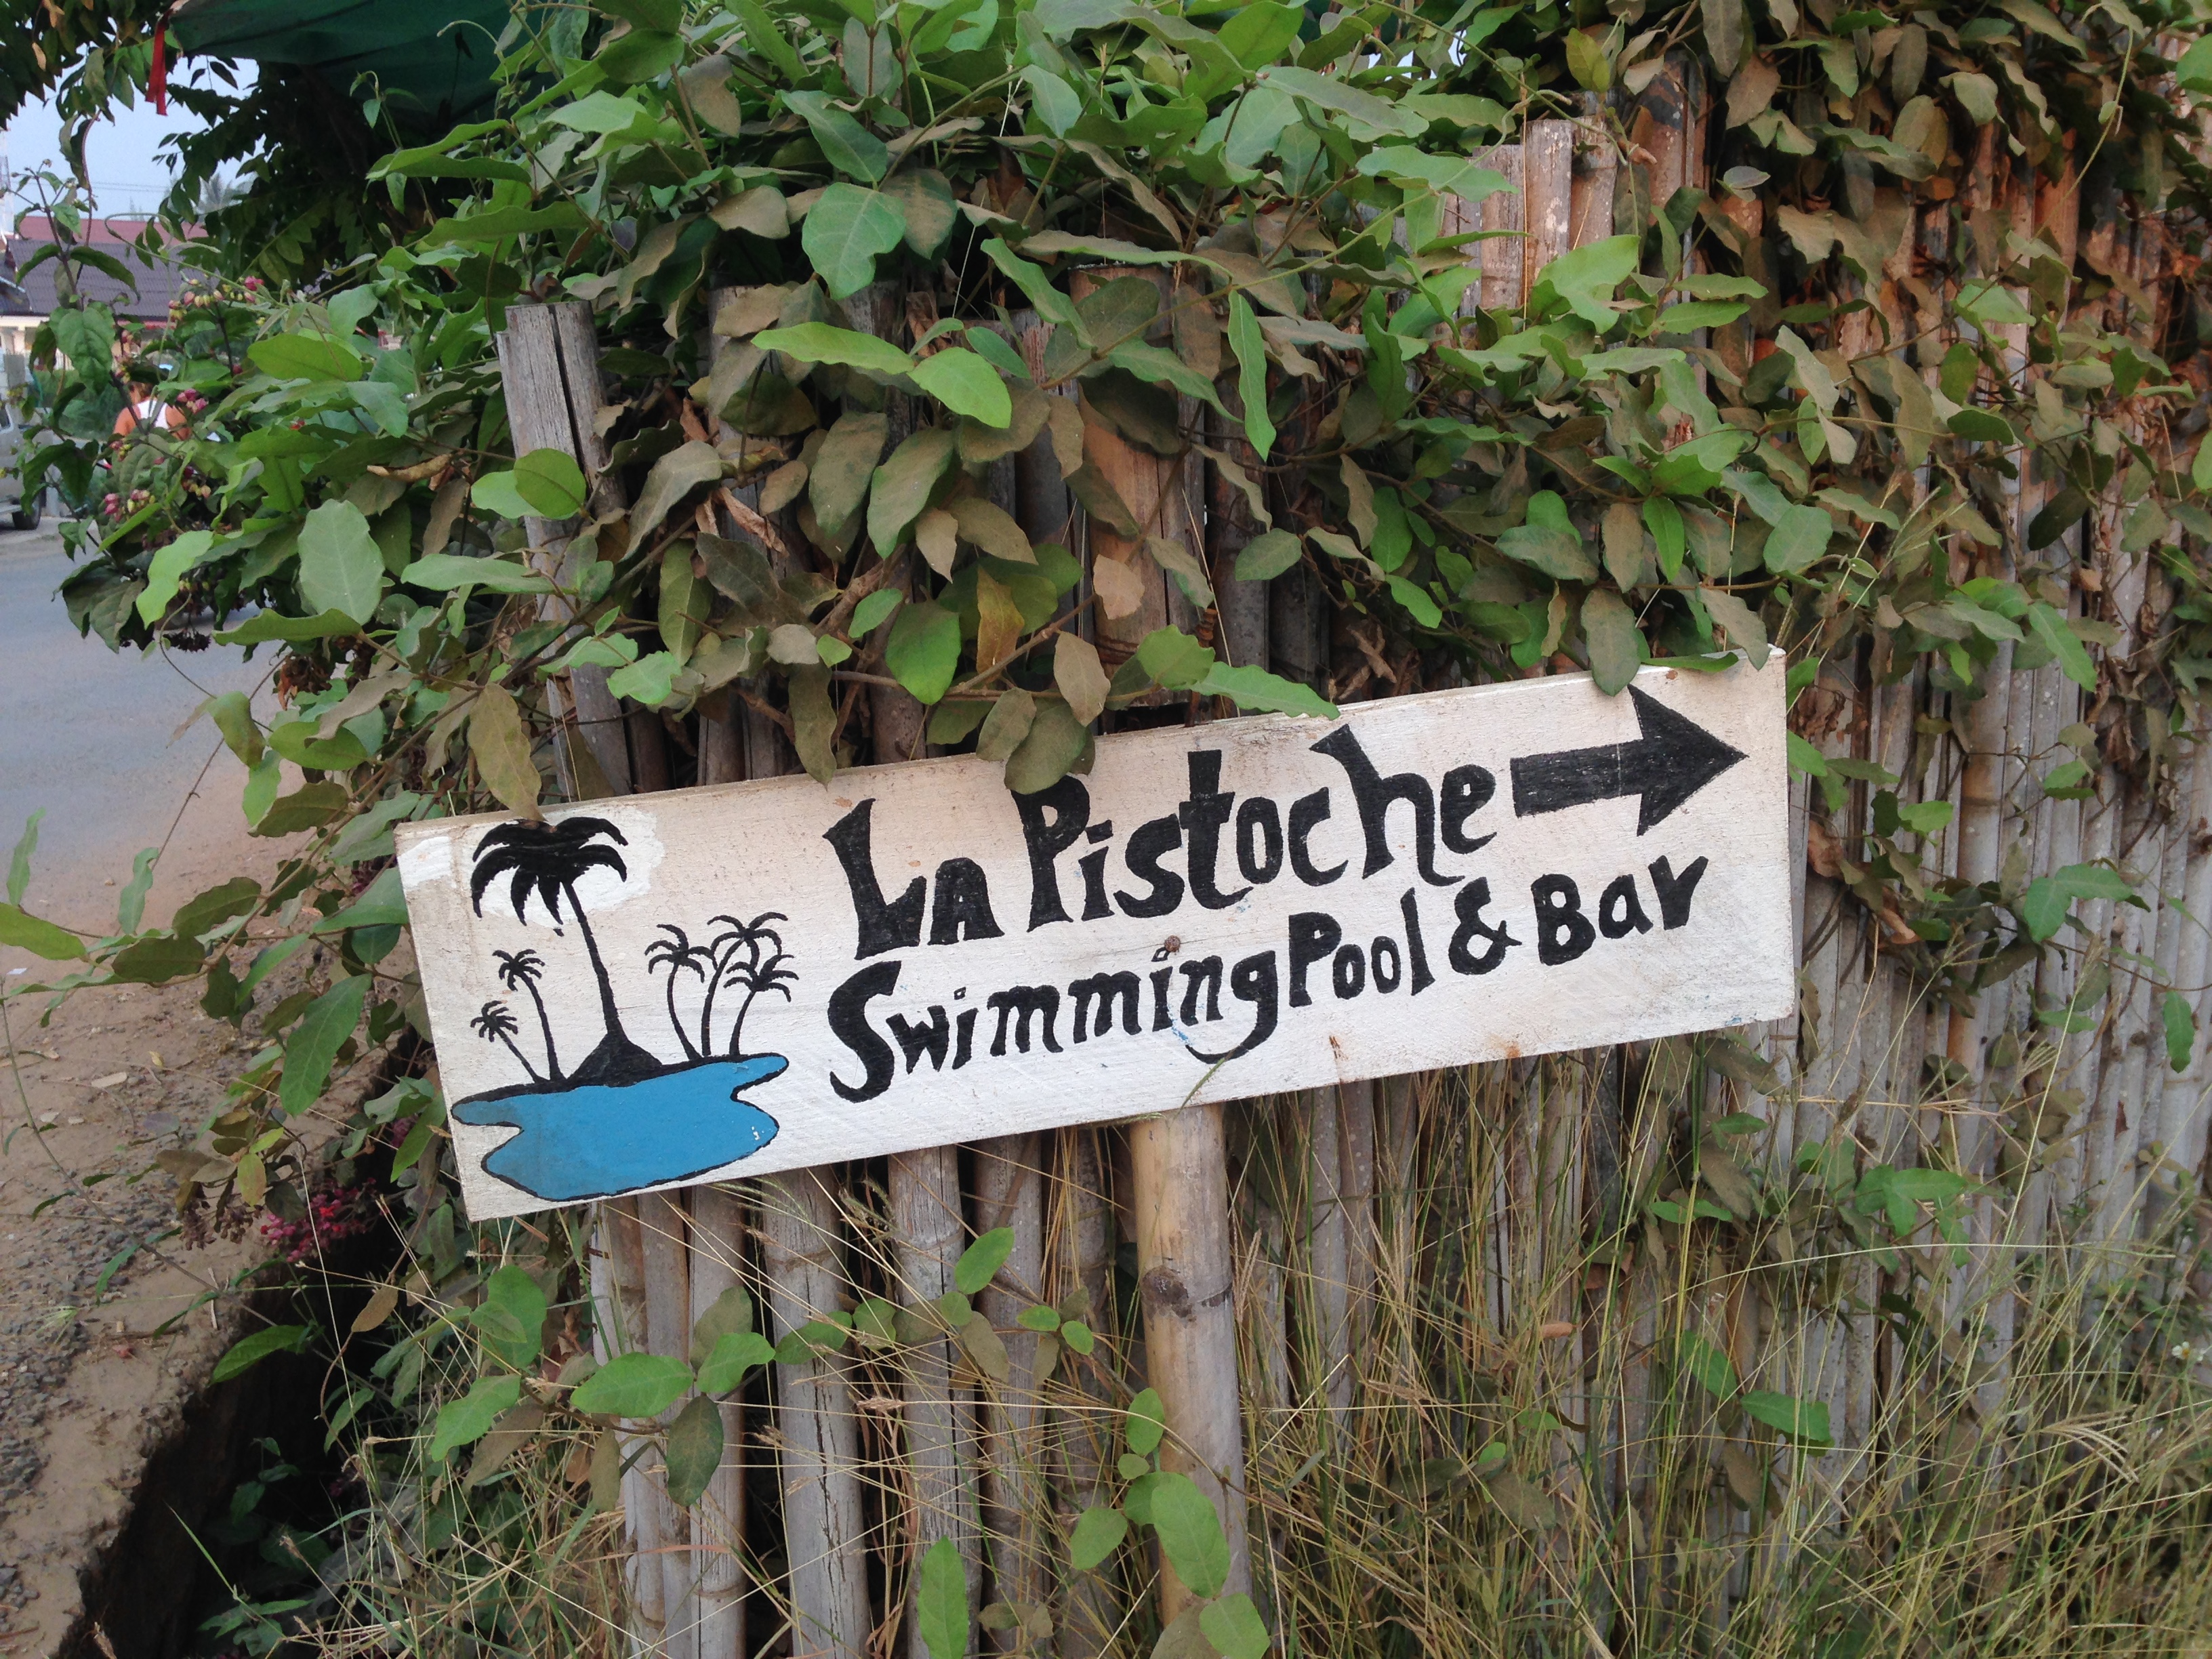 La Pistoche
Swimming Pool & Bar